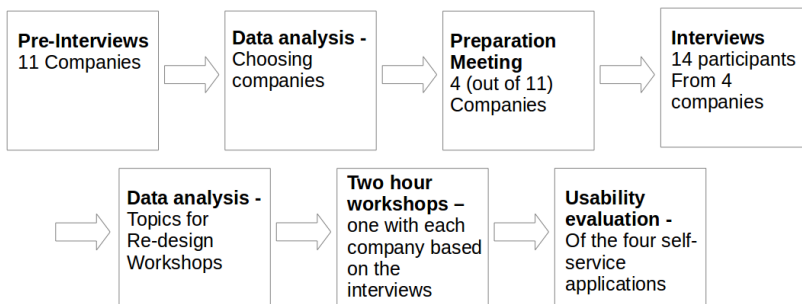 Pre-Interviews
11 Companies
Data analysis -
Choosing
companies
Preparation
Meeting
4 (out of 11)
Companies
Interviews
14 participants
From 4
companies
Data analysis -
Topics for
Re-design
Workshops
Two hour
workshops –
one with each
company based
on the
interviews
Usability
evaluation -
Of the four self-
service
applications